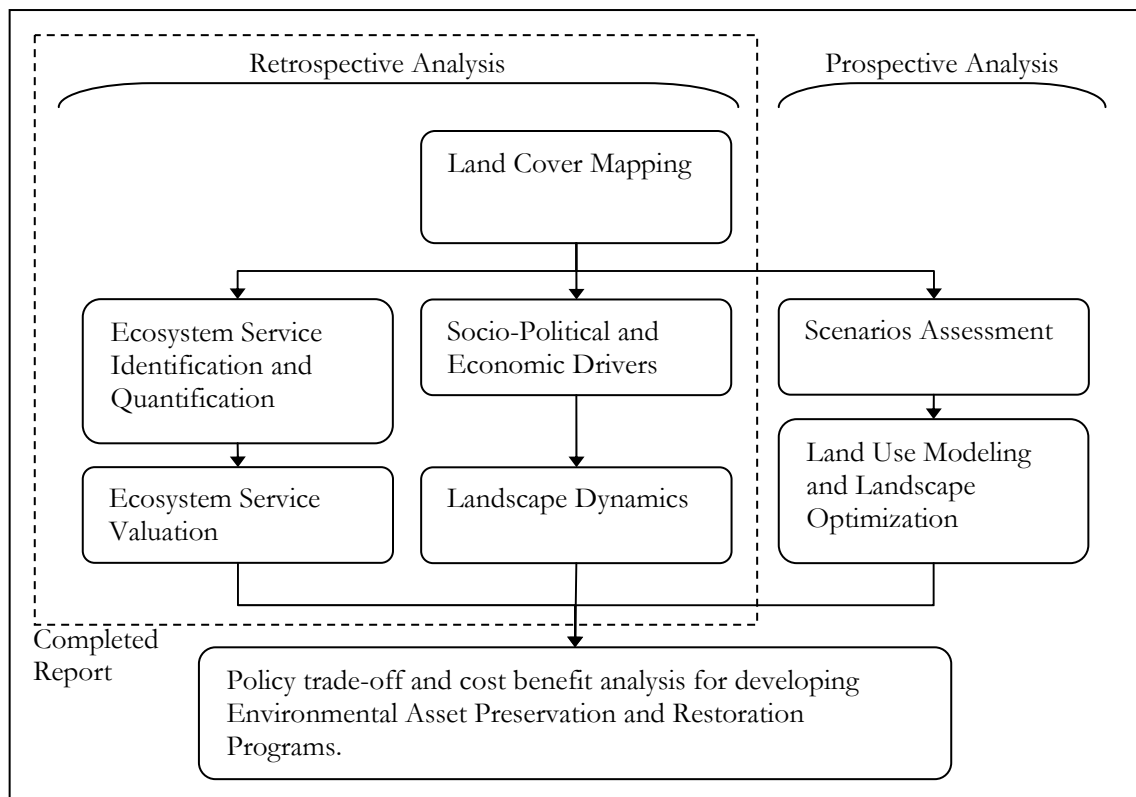 Retrospective Analysis
Prospective Analysis
Land Cover Mapping
Ecosystem Service
Identification and
Quantification
Socio-Political and
Economic Drivers
Scenarios Assessment
Ecosystem Service
Valuation
Landscape Dynamics
Land Use Modeling
and Landscape
Optimization
Completed
Report
Policy trade-off and cost benefit analysis for developing
Environmental Asset Preservation and Restoration
Programs.